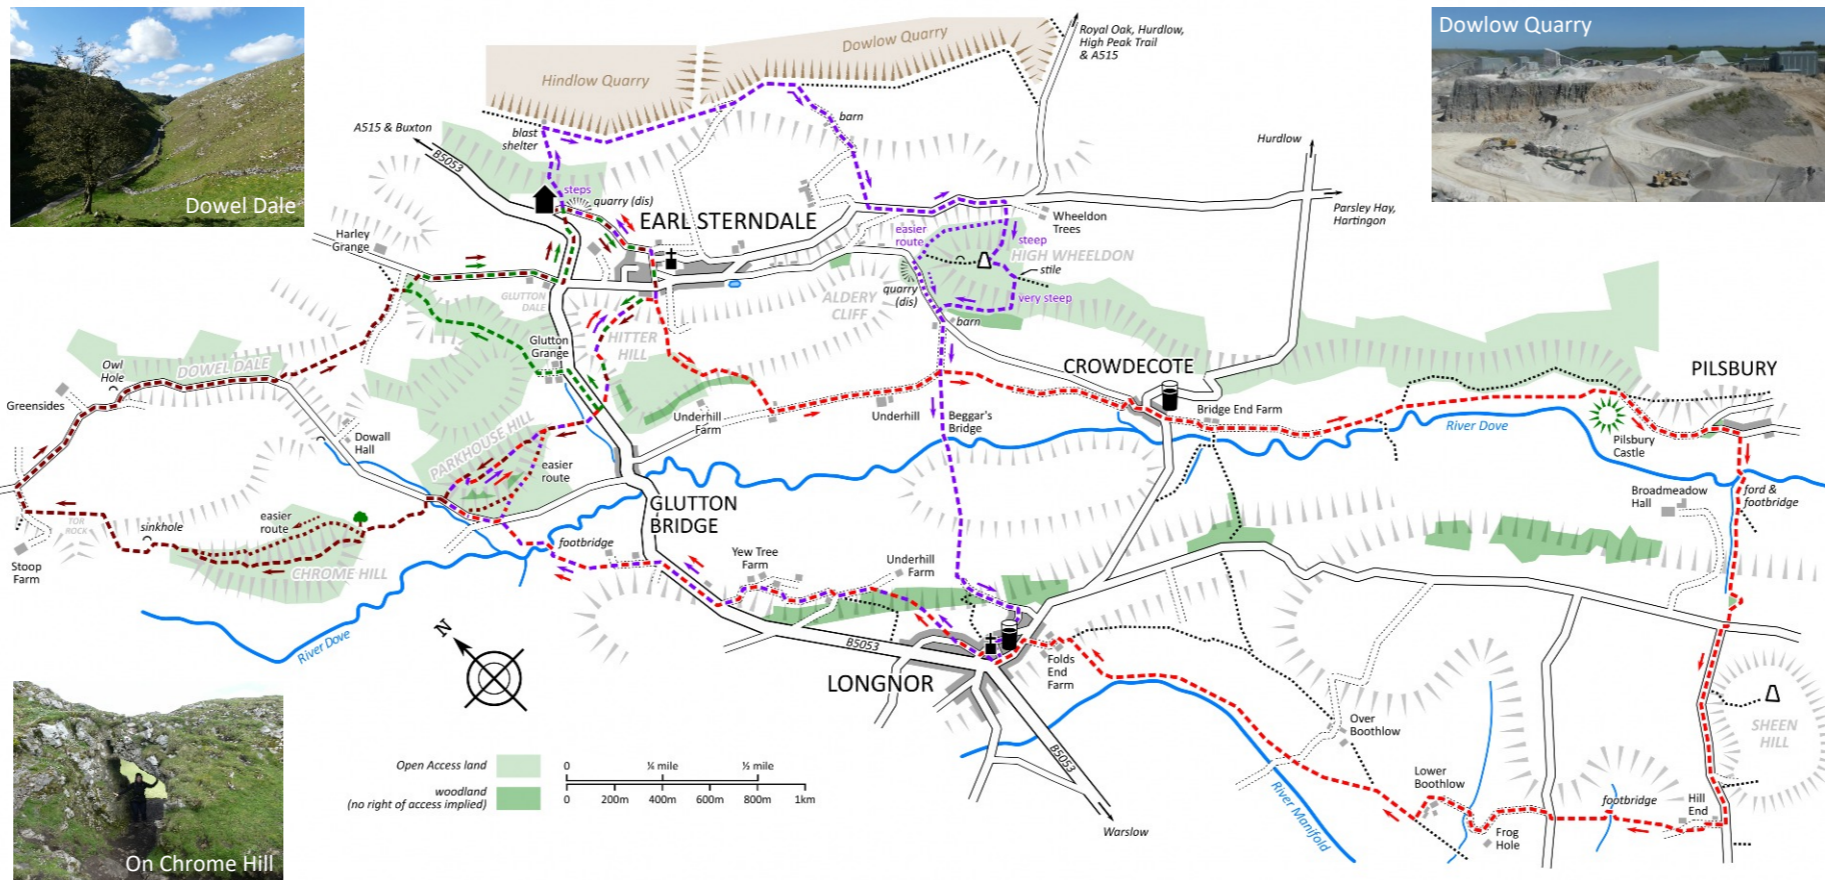 Dowel Dale
Dowlow Quarry
Hindlow Quarry
Dowlow Quarry
Royal Oak, Hurdlow,
High Peak Trail
& A515
A515 & Buxton
B5053
blast
shelter
barn
Hurdlow
steps
quarry (dis)
EARL STERNDALE
Parsley Hay,
Hartingon
Harley
Grange
Wheeldon
Trees
easier
route
steep
HIGH WHEELDON
stile
very steep
GLUTTON
DALE
quarry
(dis)
ALDERY
CLIFF
barn
HITTER
HILL
Glutton
Grange
Owl
Hole
DOWEL DALE
CROWDECOTE
PILSBURY
Greensides
Underhill
Farm
Underhill
Beggar's
Bridge
Bridge End Farm
River Dove
Pilsbury
Castle
Dowall
Hall
PARKHOUSE HILL
easier
route
GLUTTON
BRIDGE
Broadmeadow
Hall
ford &
footbridge
TOR
ROCK
sinkhole
easier
route
Stoop
Farm
CHROME HILL
footbridge
Yew Tree
Farm
Underhill
Farm
River Dove
N
B5053
LONGNOR
Folds
End
Farm
B5053
Over
Boothlow
SHEEN
HILL
River Manifold
Lower
Boothlow
footbridge
Hill
End
Frog
Hole
Warslow
Open Access land
woodland
(no right of access implied)
0 ¼ mile ½ mile
0 200m 400m 600m 800m 1km
On Chrome Hill